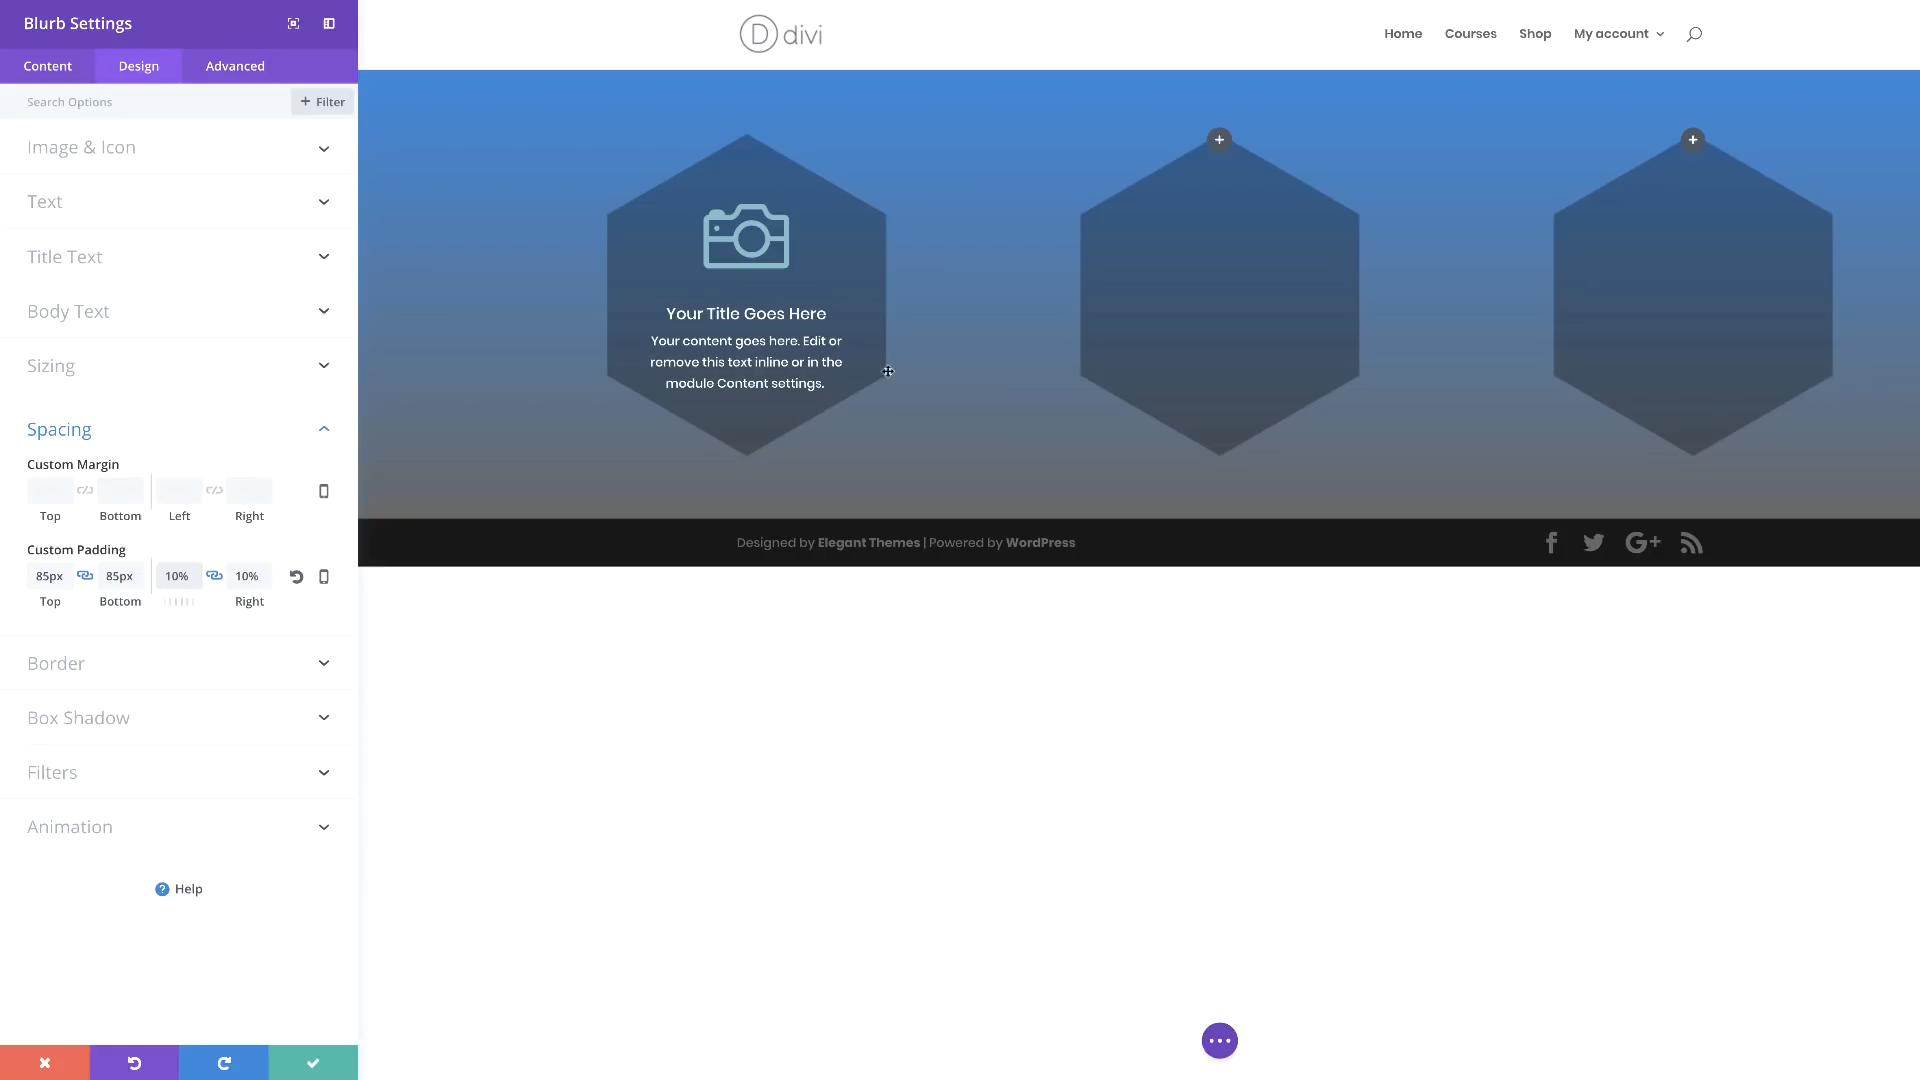 Blurb Settings
Content
Design
Advanced
Search Options
+ Filter
Image & Icon
Text
Title Text
Body Text
Sizing
Spacing
Custom Margin
Top
Bottom
Left
Right
Custom Padding
85px
85px
10%
10%
Top
Bottom
Right
Border
Box Shadow
Filters
Animation
? Help
D divi
Home
Courses
Shop
My account
Your Title Goes Here
Your content goes here. Edit or
remove this text inline or in the
module Content settings.
Designed by Elegant Themes | Powered by WordPress